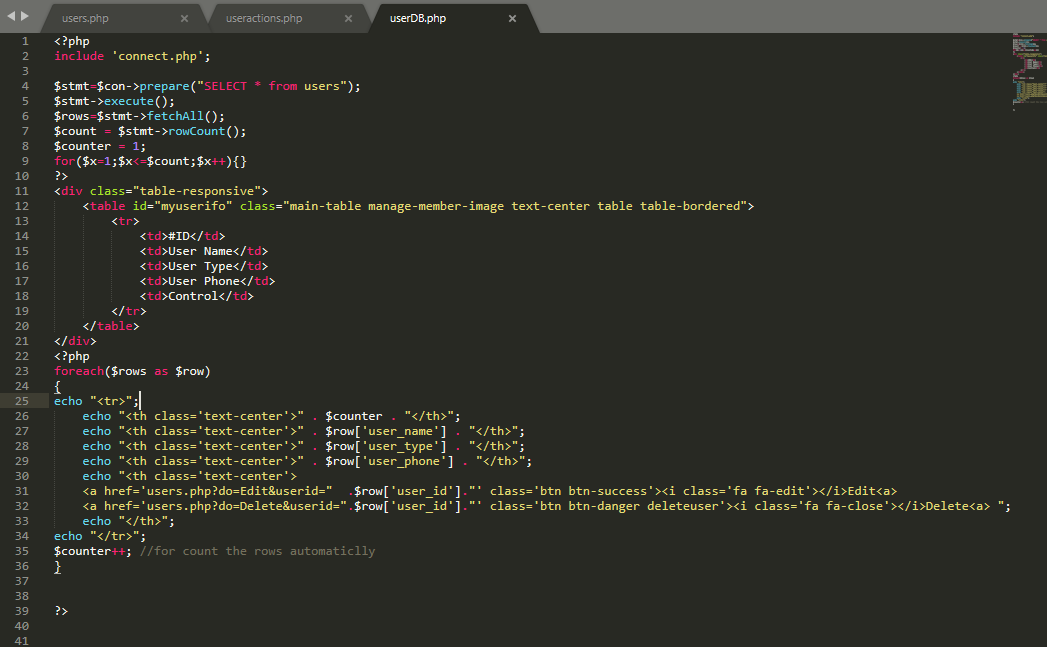 users.php × useractions.php × userDB.php ×
1 <?php
2 include 'connect.php';
3
4 $stmt=$con->prepare("SELECT * from users");
5 $stmt->execute();
6 $rows=$stmt->fetchAll();
7 $count = $stmt->rowCount();
8 $counter = 1;
9 for($x=1;$x<=$count;$x++){}
10 ?>
11 <div class="table-responsive">
12     <table id="myuserifo" class="main-table manage-member-image text-center table table-bordered">
13         <tr>
14             <td>#ID</td>
15             <td>User Name</td>
16             <td>User Type</td>
17             <td>User Phone</td>
18             <td>Control</td>
19         </tr>
20     </table>
21 </div>
22 <?php
23 foreach($rows as $row)
24 {
25 echo "<tr>";
26     echo "<th class='text-center'>" . $counter . "</th>";
27     echo "<th class='text-center'>" . $row['user_name'] . "</th>";
28     echo "<th class='text-center'>" . $row['user_type'] . "</th>";
29     echo "<th class='text-center'>" . $row['user_phone'] . "</th>";
30     echo "<th class='text-center'>
31     <a href='users.php?do=Edit&userid="  .$row['user_id']."' class='btn btn-success'><i class='fa fa-edit'></i>Edit<a>
32     <a href='users.php?do=Delete&userid=".$row['user_id']."' class='btn btn-danger deleteuser'><i class='fa fa-close'></i>Delete<a> ";
33     echo "</th>";
34 echo "</tr>";
35 $counter++; //for count the rows automaticlly
36 }
37
38
39 ?>
40
41